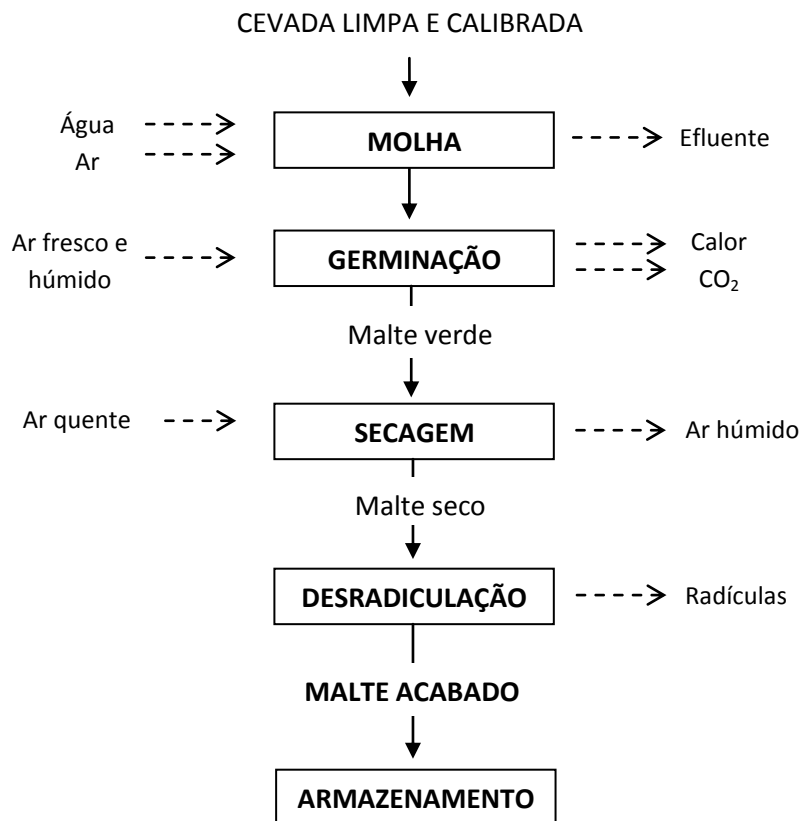 CEVADA LIMPA E CALIBRADA
Água
Ar
MOLHA
Efluente
Ar fresco e
húmido
GERMINAÇÃO
Calor
CO₂
Malte verde
Ar quente
SECAGEM
Ar húmido
Malte seco
DESRADICULAÇÃO
Radículas
MALTE ACABADO
ARMAZENAMENTO